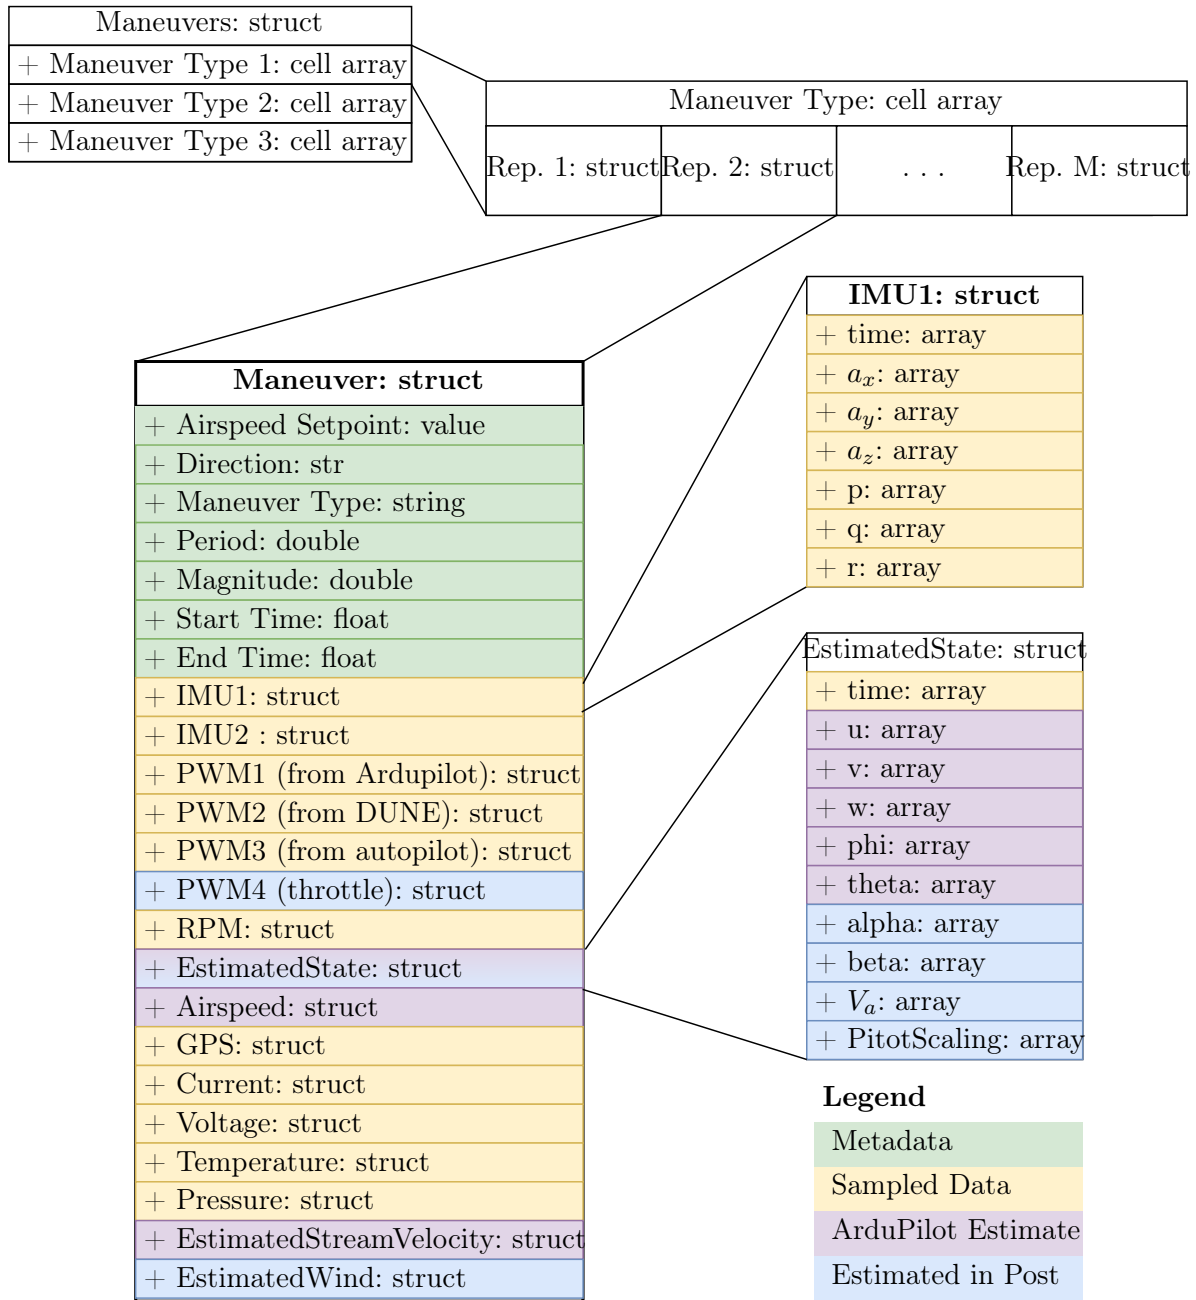 Maneuvers: struct
+ Maneuver Type 1: cell array
+ Maneuver Type 2: cell array
+ Maneuver Type 3: cell array
Maneuver Type: cell array
Rep. 1: struct
Rep. 2: struct
. . .
Rep. M: struct
Maneuver: struct
+ Airspeed Setpoint: value
+ Direction: str
+ Maneuver Type: string
+ Period: double
+ Magnitude: double
+ Start Time: float
+ End Time: float
+ IMU1: struct
+ IMU2 : struct
+ PWM1 (from Ardupilot): struct
+ PWM2 (from DUNE): struct
+ PWM3 (from autopilot): struct
+ PWM4 (throttle): struct
+ RPM: struct
+ EstimatedState: struct
+ Airspeed: struct
+ GPS: struct
+ Current: struct
+ Voltage: struct
+ Temperature: struct
+ Pressure: struct
+ EstimatedStreamVelocity: struct
+ EstimatedWind: struct
IMU1: struct
+ time: array
+ a_x: array
+ a_y: array
+ a_z: array
+ p: array
+ q: array
+ r: array
EstimatedState: struct
+ time: array
+ u: array
+ v: array
+ w: array
+ phi: array
+ theta: array
+ alpha: array
+ beta: array
+ V_a: array
+ PitotScaling: array
Legend
Metadata
Sampled Data
ArduPilot Estimate
Estimated in Post